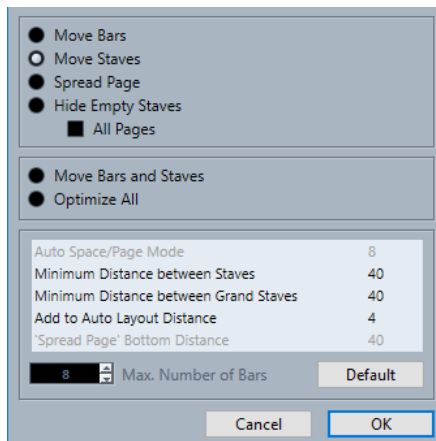 Move Bars
Move Staves
Spread Page
Hide Empty Staves
All Pages
Move Bars and Staves
Optimize All
Auto Space/Page Mode 8
Minimum Distance between Staves 40
Minimum Distance between Grand Staves 40
Add to Auto Layout Distance 4
'Spread Page' Bottom Distance 40
8 Max. Number of Bars Default
Cancel OK